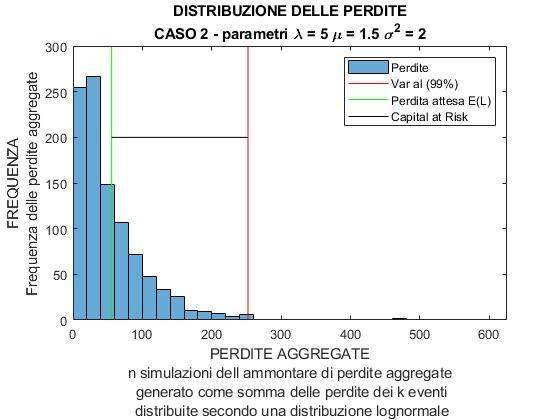 DISTRIBUZIONE DELLE PERDITE
CASO 2 - parametri λ = 5 μ = 1.5 σ² = 2
300
250
200
150
100
50
0
FREQUENZA
Frequenza delle perdite aggregate
Perdite
Var al (99%)
Perdita attesa E(L)
Capital at Risk
0 100 200 300 400 500 600
PERDITE AGGREGATE
n simulazioni dell ammontare di perdite aggregate
generato come somma delle perdite dei k eventi
distribuite secondo una distribuzione lognormale